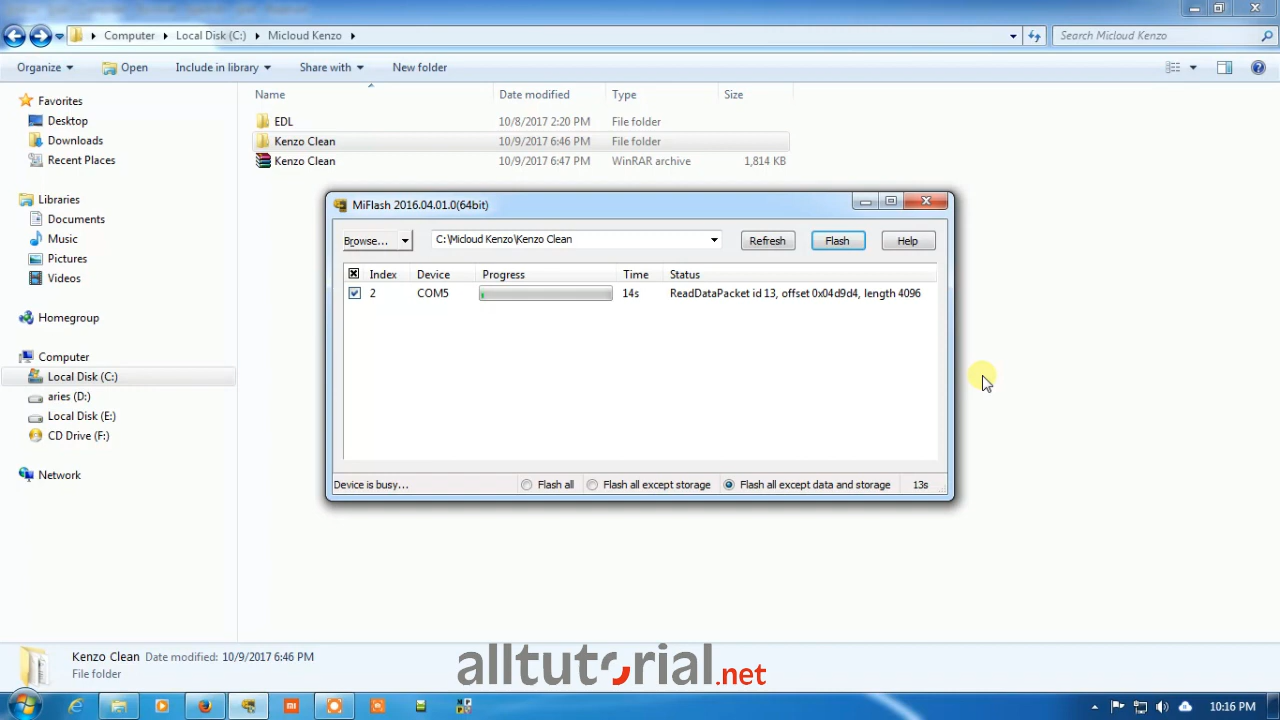 Computer Local Disk (C:) Micloud Kenzo Search Micloud Kenzo
Organize Open Include in library Share with New folder
Name Date modified Type Size
Favorites
Desktop
Downloads
Recent Places
Libraries
Documents
Music
Pictures
Videos
Homegroup
Computer
Local Disk (C:)
aries (D:)
Local Disk (E:)
CD Drive (F:)
Network
EDL 10/8/2017 2:20 PM File folder
Kenzo Clean 10/9/2017 6:46 PM File folder
Kenzo Clean 10/9/2017 6:47 PM WinRAR archive 1,814 KB
MiFlash 2016.04.01.0(64bit)
Browse... C:\Micloud Kenzo\Kenzo Clean Refresh Flash Help
Index Device Progress Time Status
2 COM5 14s ReadDataPacket id 13, offset 0x04d9d4, length 4096
Device is busy... Flash all Flash all except storage Flash all except data and storage 13s
Kenzo Clean Date modified: 10/9/2017 6:46 PM
File folder
alltutorial.net
10:16 PM